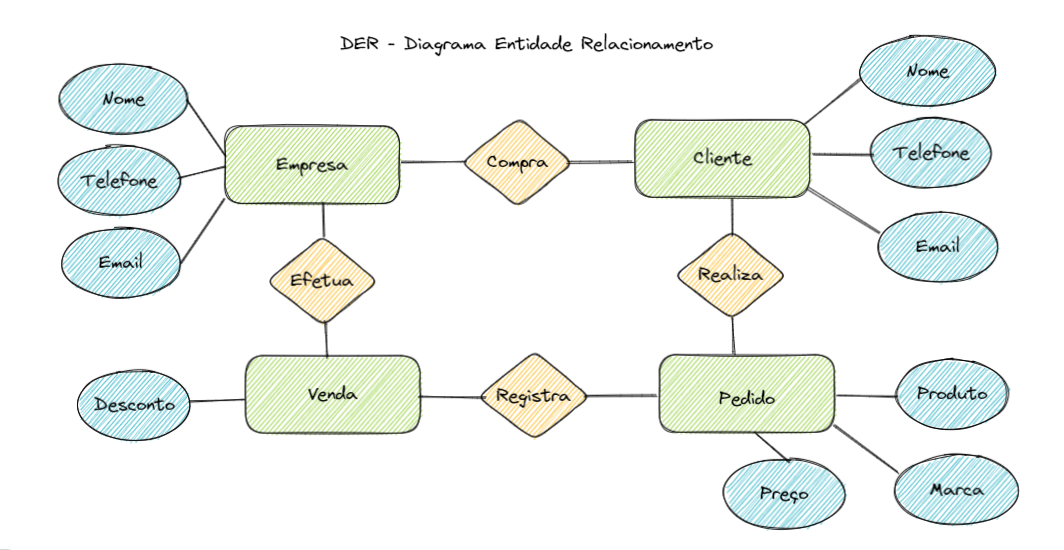 DER - Diagrama Entidade Relacionamento
Nome
Telefone
Email
Empresa
Compra
Cliente
Nome
Telefone
Email
Efetua
Realiza
Desconto
Venda
Registra
Pedido
Produto
Preço
Marca